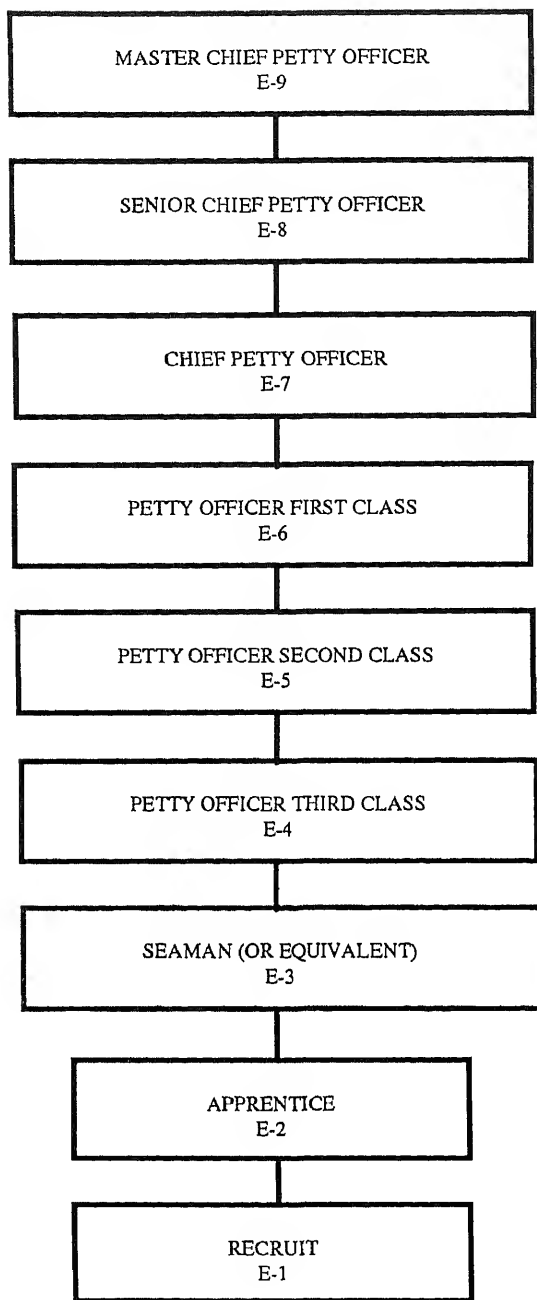 MASTER CHIEF PETTY OFFICER
E-9
SENIOR CHIEF PETTY OFFICER
E-8
CHIEF PETTY OFFICER
E-7
PETTY OFFICER FIRST CLASS
E-6
PETTY OFFICER SECOND CLASS
E-5
PETTY OFFICER THIRD CLASS
E-4
SEAMAN (OR EQUIVALENT)
E-3
APPRENTICE
E-2
RECRUIT
E-1